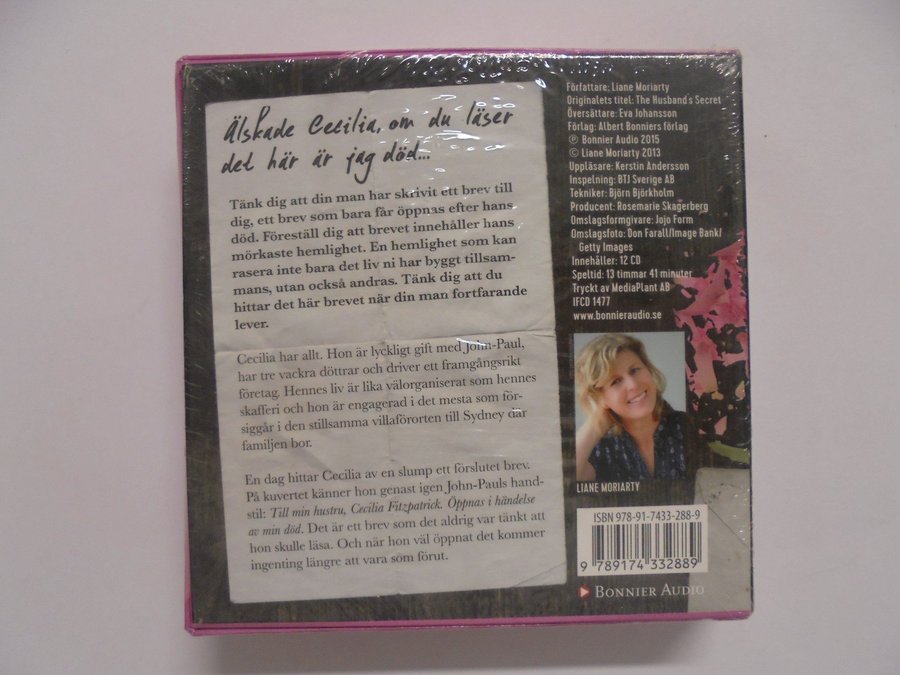 Älskade Cecilia, om du läser
det här är jag död...
Tänk dig att din man har skrivit ett brev till
dig, ett brev som bara får öppnas efter hans
död. Föreställ dig att brevet innehåller hans
mörkaste hemlighet. En hemlighet som kan
rasera inte bara det liv ni har byggt tillsam-
mans, utan också andras. Tänk dig att du
hittar det här brevet när din man fortfarande
lever.
Cecilia har allt. Hon är lyckligt gift med John-Paul,
har tre vackra döttrar och driver ett framgångsrikt
företag. Hennes liv är lika välorganiserat som hennes
skafferi och hon är engagerad i det mesta som för-
siggår i den stillsamma villaförorten till Sydney där
familjen bor.
En dag hittar Cecilia av en slump ett förslutet brev.
På kuvertet känner hon genast igen John-Pauls hand-
stil: Till min hustru, Cecilia Fitzpatrick. Öppnas i händelse
av min död. Det är ett brev som det aldrig var tänkt att
hon skulle läsa. Och när hon väl öppnat det kommer
ingenting längre att vara som förut.
Författare: Liane Moriarty
Originalets titel: The Husband's Secret
Översättare: Eva Johansson
Förlag: Albert Bonniers förlag
℗ Bonnier Audio 2015
© Liane Moriarty 2013
Uppläsare: Kerstin Andersson
Inspelning: BTJ Sverige AB
Tekniker: Björn Björkholm
Producent: Rosemarie Skagerberg
Omslagsformgivare: Jojo Form
Omslagsfoto: Don Farall/Image Bank/
Getty Images
Innehåller: 12 CD
Speltid: 13 timmar 41 minuter
Tryckt av MediaPlant AB
IFCD 1477
www.bonnieraudio.se
LIANE MORIARTY
ISBN 978-91-7433-288-9
9 789174 332889
BONNIER AUDIO